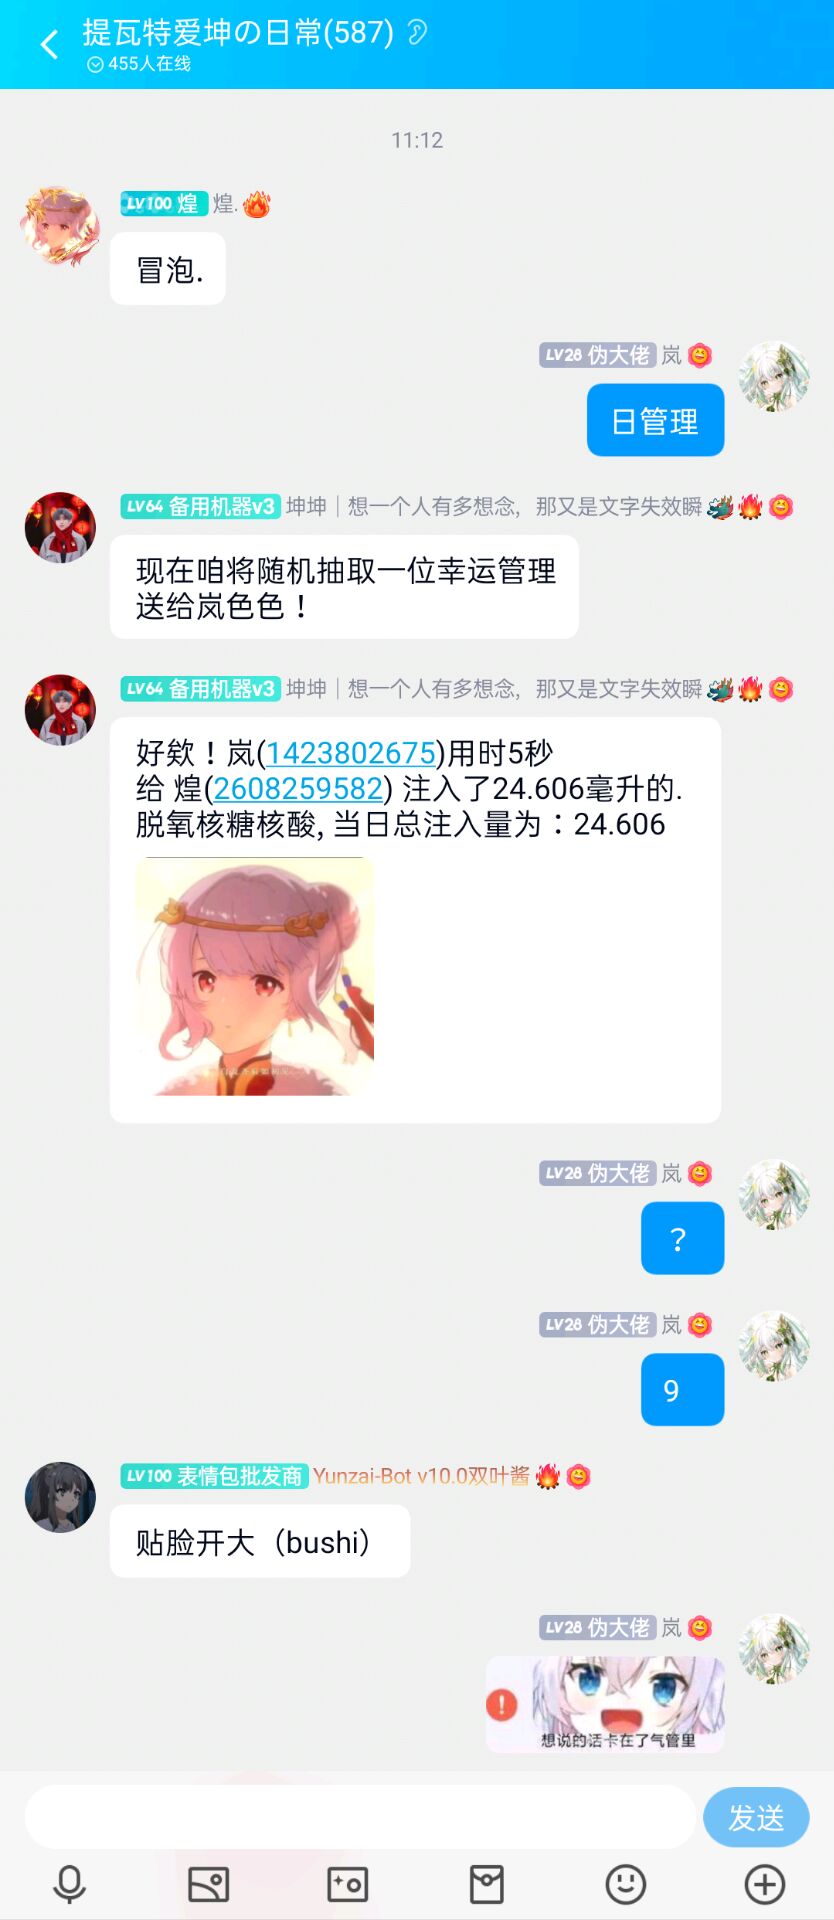 提瓦特爱坤の日常(587)
455人在线
11:12
LV100 煌 煌.
冒泡.
LV28 伪大佬 岚
日管理
LV64 备用机器v3 坤坤｜想一个人有多想念，那又是文字失效瞬
现在咱将随机抽取一位幸运管理
送给岚色色！
LV64 备用机器v3 坤坤｜想一个人有多想念，那又是文字失效瞬
好欸！岚(1423802675)用时5秒
给 煌(2608259582) 注入了24.606毫升的.
脱氧核糖核酸, 当日总注入量为：24.606
LV28 伪大佬 岚
？
LV28 伪大佬 岚
9
LV100 表情包批发商 Yunzai-Bot v10.0双叶酱
贴脸开大（bushi）
LV28 伪大佬 岚
想说的话卡在了气管里
发送